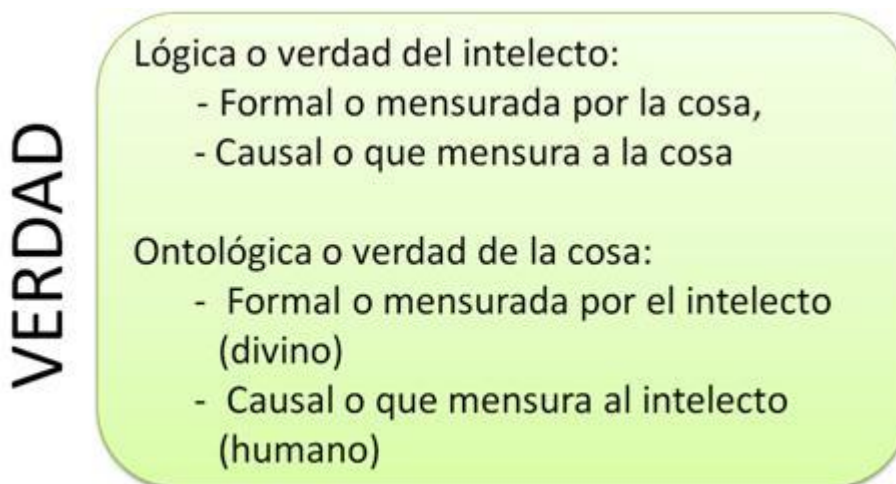 VERDAD
Lógica o verdad del intelecto:
- Formal o mensurada por la cosa,
- Causal o que mensura a la cosa
Ontológica o verdad de la cosa:
- Formal o mensurada por el intelecto
(divino)
- Causal o que mensura al intelecto
(humano)